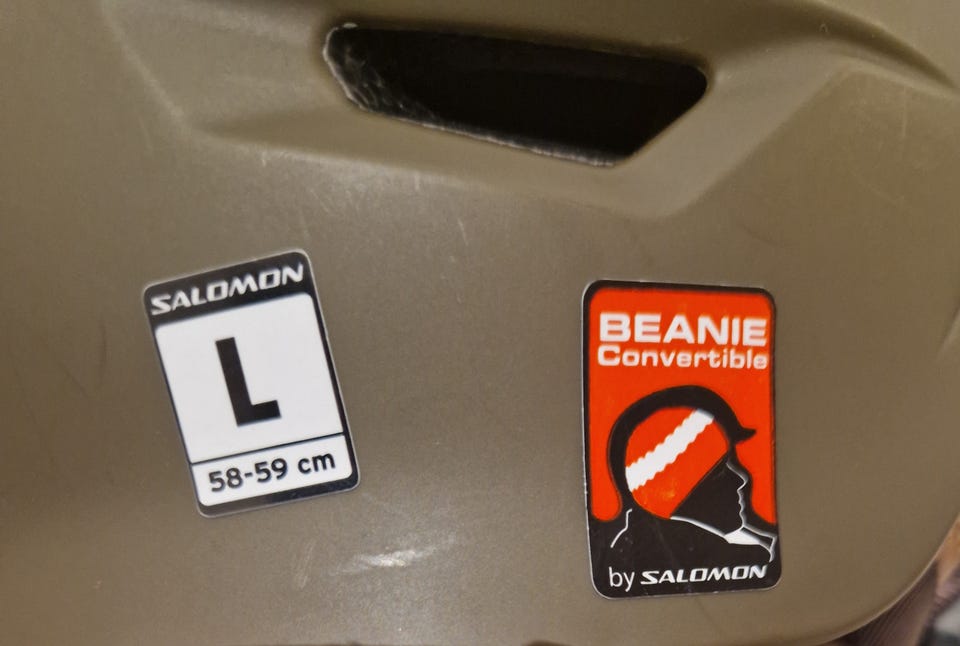 SALOMON
L
58-59 cm
BEANIE
Convertible
by SALOMON